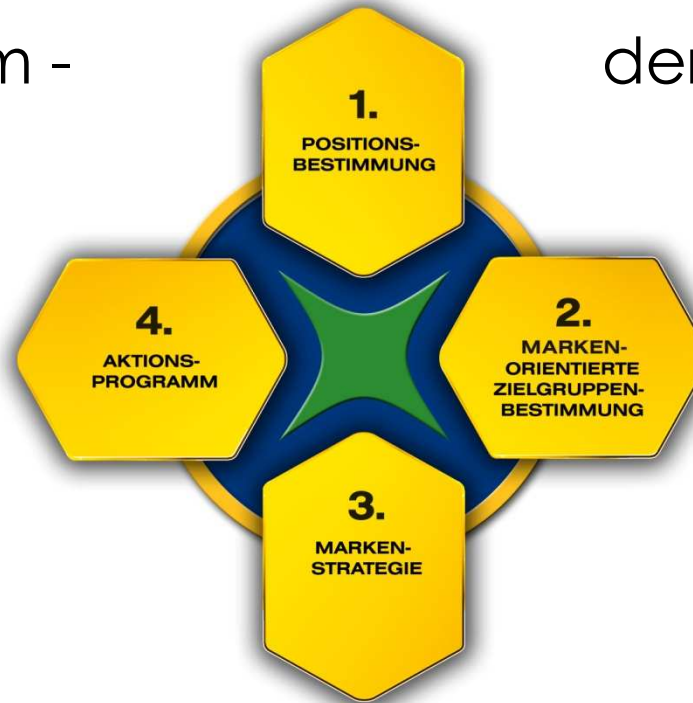 m -
der
1.
POSITIONS-
BESTIMMUNG
2.
MARKEN-
ORIENTIERTE
ZIELGRUPPEN-
BESTIMMUNG
3.
MARKEN-
STRATEGIE
4.
AKTIONS-
PROGRAMM